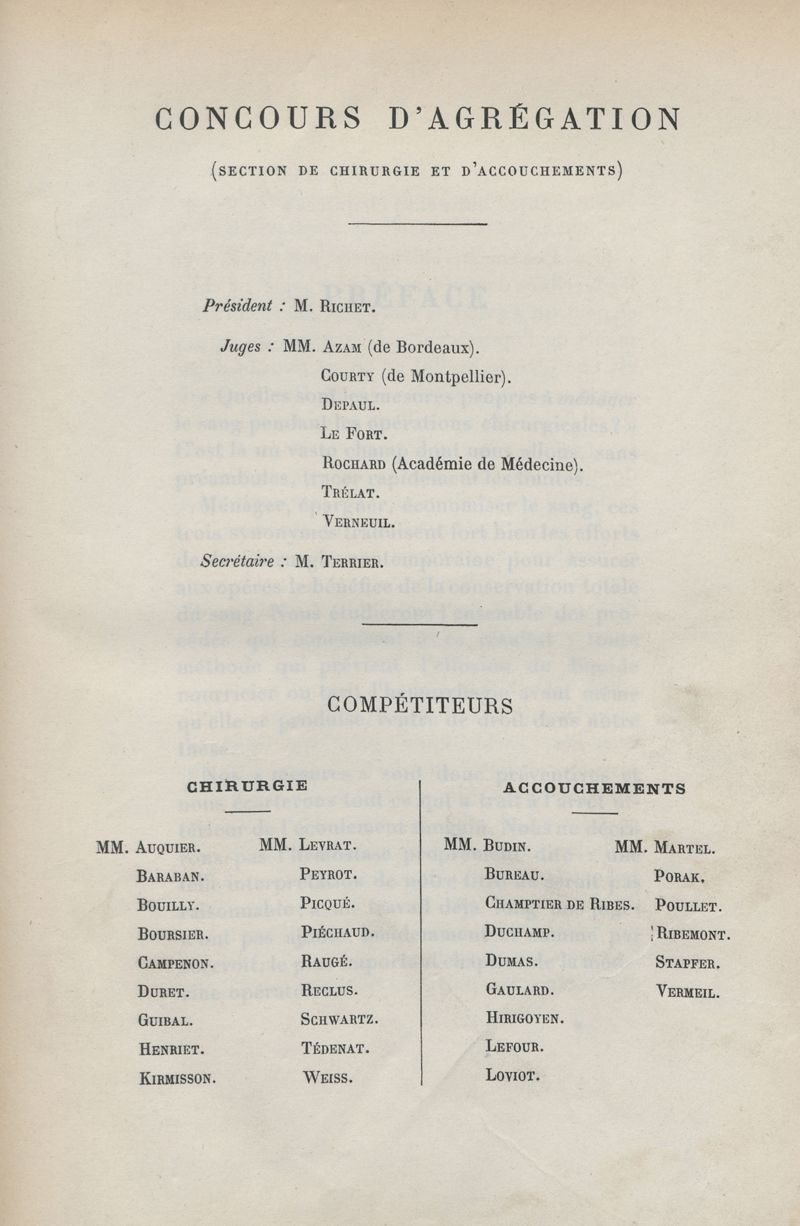 CONCOURS D'AGRÉGATION
(SECTION DE CHIRURGIE ET D'ACCOUCHEMENTS)
Président : M. RICHET.
Juges : MM. AZAM (de Bordeaux).
COURTY (de Montpellier).
DEPAUL.
LE FORT.
ROCHARD (Académie de Médecine).
TRÉLAT.
VERNEUIL.
Secrétaire : M. TERRIER.
COMPÉTITEURS
CHIRURGIE
MM. AUQUIER.
BARABAN.
BOUILLY.
BOURSIER.
CAMPENON.
DURET.
GUIBAL.
HENRIET.
KIRMISSON.
MM. LEVRAT.
PEYROT.
PICQUÉ.
PIÉCHAUD.
RAUGÉ.
RECLUS.
SCHWARTZ.
TÉDENAT.
WEISS.
ACCOUCHEMENTS
MM. BUDIN.
BUREAU.
CHAMPTIER DE RIBES.
DUCHAMP.
DUMAS.
GAULARD.
HIRIGOYEN.
LEFOUR.
LOVIOT.
MM. MARTEL.
PORAK.
POULLET.
RIBEMONT.
STAPFER.
VERMEIL.